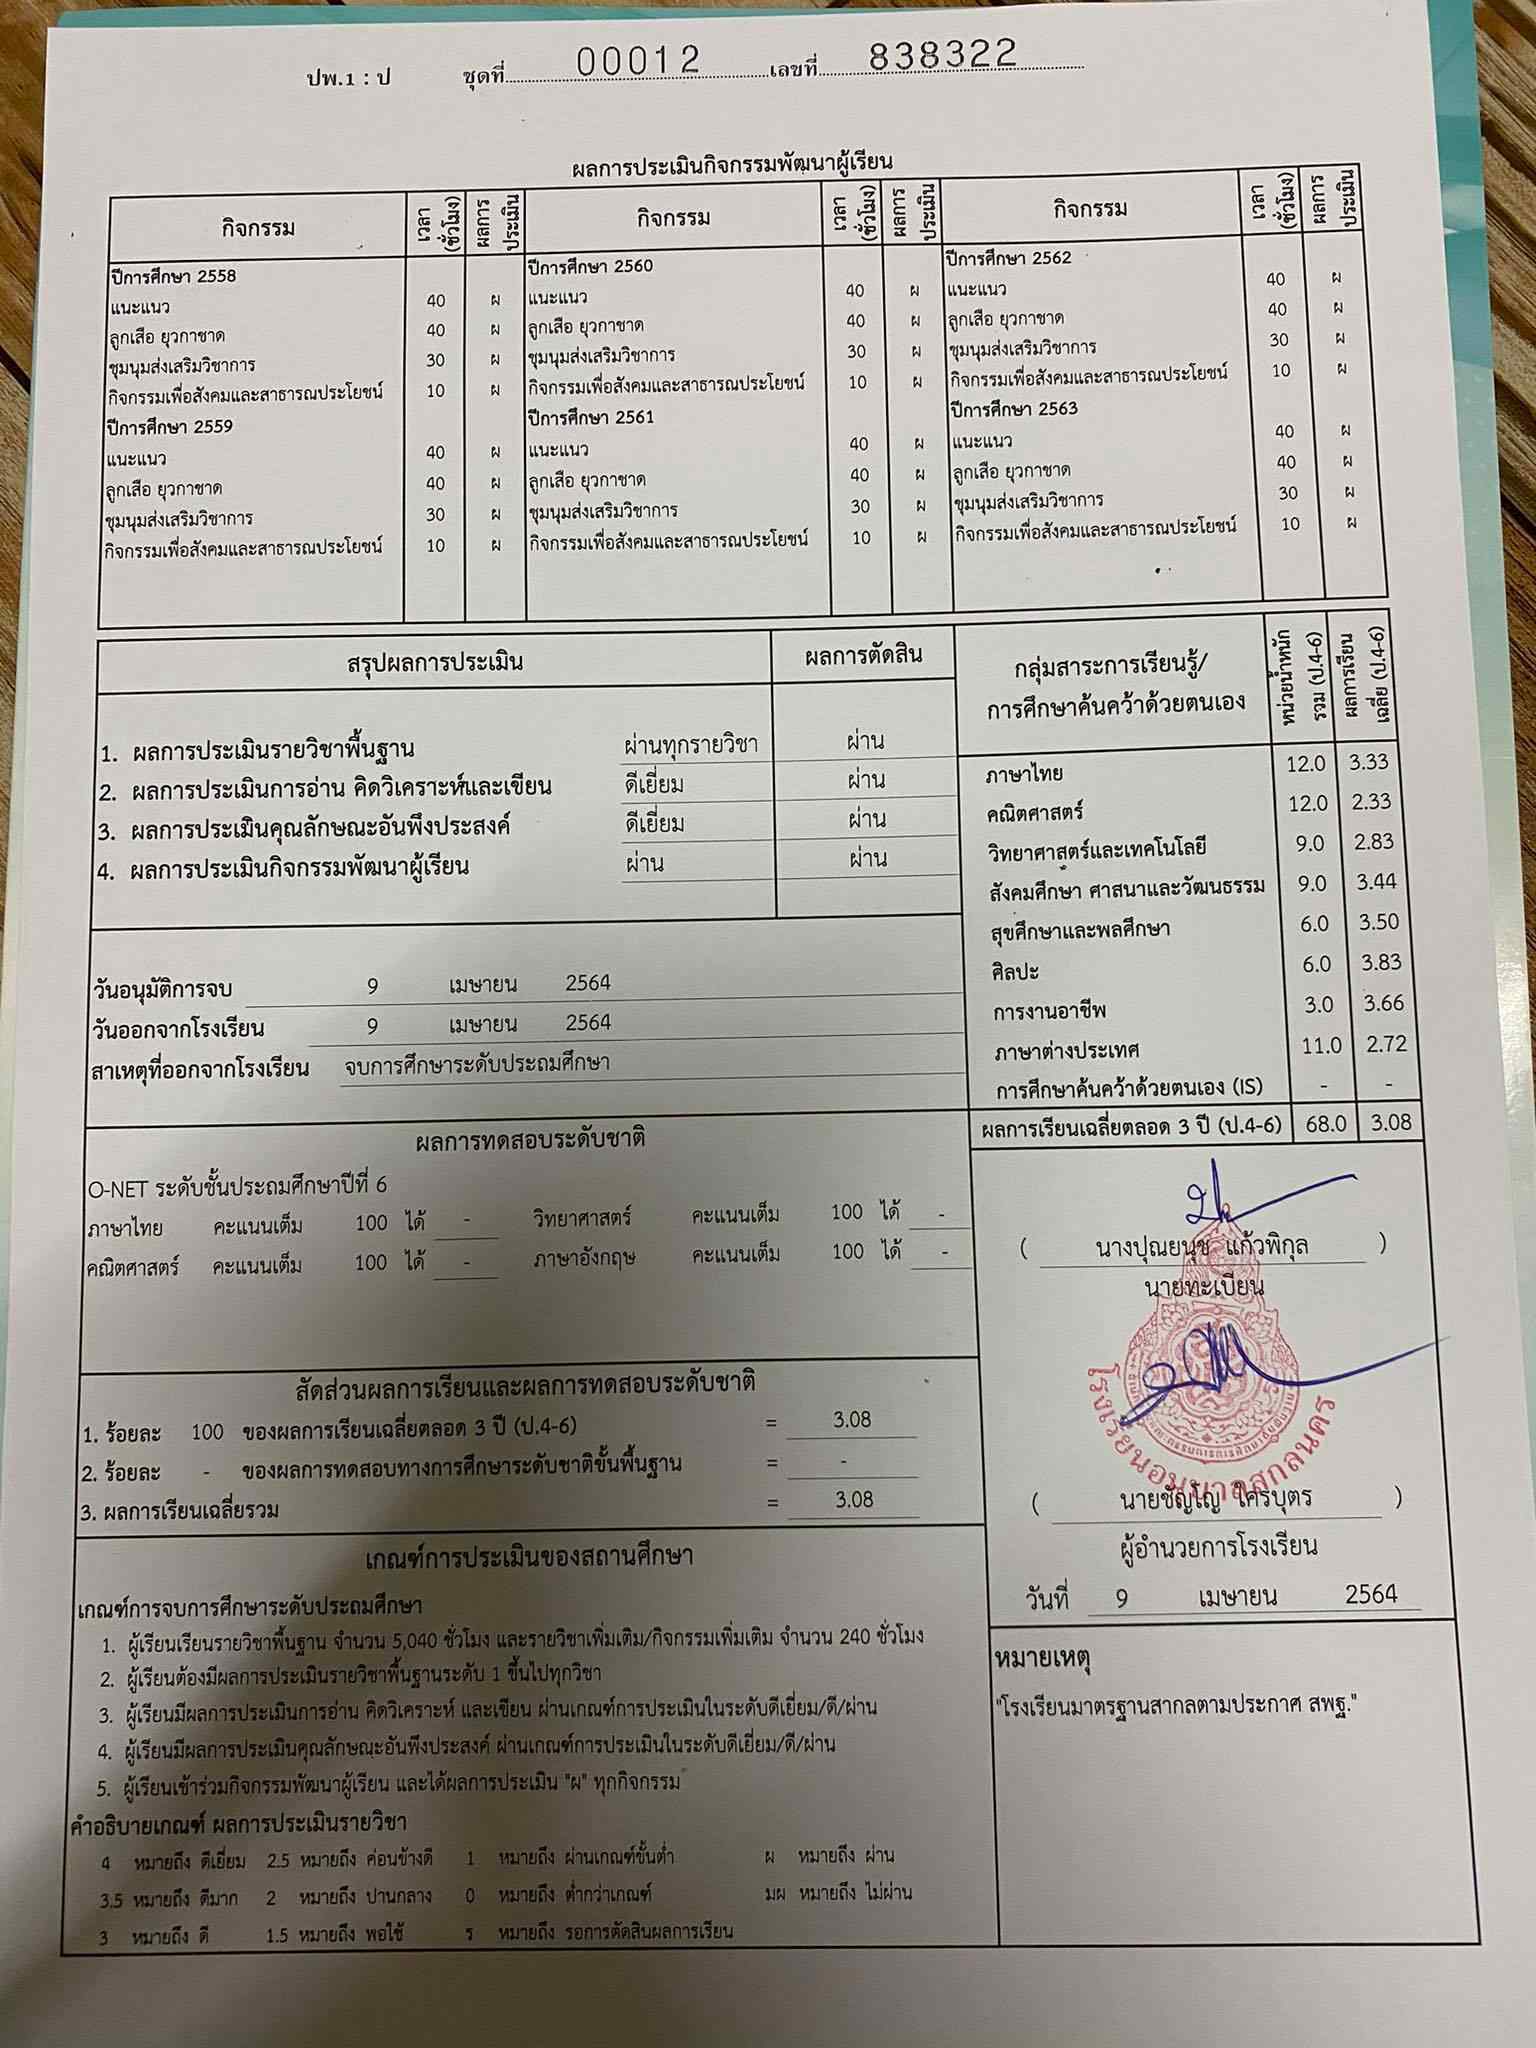 ปพ.1 : ป ชุดที่ 00012 เลขที่ 838322
ผลการประเมินกิจกรรมพัฒนาผู้เรียน
กิจกรรม เวลา (ชั่วโมง) ผลการประเมิน กิจกรรม เวลา (ชั่วโมง) ผลการประเมิน กิจกรรม เวลา (ชั่วโมง) ผลการประเมิน
ปีการศึกษา 2558 ปีการศึกษา 2560 ปีการศึกษา 2562
แนะแนว 40 ผ แนะแนว 40 ผ แนะแนว 40 ผ
ลูกเสือ ยุวกาชาด 40 ผ ลูกเสือ ยุวกาชาด 40 ผ ลูกเสือ ยุวกาชาด 40 ผ
ชุมนุมส่งเสริมวิชาการ 30 ผ ชุมนุมส่งเสริมวิชาการ 30 ผ ชุมนุมส่งเสริมวิชาการ 30 ผ
กิจกรรมเพื่อสังคมและสาธารณประโยชน์ 10 ผ กิจกรรมเพื่อสังคมและสาธารณประโยชน์ 10 ผ กิจกรรมเพื่อสังคมและสาธารณประโยชน์ 10 ผ
ปีการศึกษา 2559 ปีการศึกษา 2561 ปีการศึกษา 2563
แนะแนว 40 ผ แนะแนว 40 ผ แนะแนว 40 ผ
ลูกเสือ ยุวกาชาด 40 ผ ลูกเสือ ยุวกาชาด 40 ผ ลูกเสือ ยุวกาชาด 40 ผ
ชุมนุมส่งเสริมวิชาการ 30 ผ ชุมนุมส่งเสริมวิชาการ 30 ผ ชุมนุมส่งเสริมวิชาการ 30 ผ
กิจกรรมเพื่อสังคมและสาธารณประโยชน์ 10 ผ กิจกรรมเพื่อสังคมและสาธารณประโยชน์ 10 ผ กิจกรรมเพื่อสังคมและสาธารณประโยชน์ 10 ผ
สรุปผลการประเมิน ผลการตัดสิน
1. ผลการประเมินรายวิชาพื้นฐาน ผ่านทุกรายวิชา ผ่าน
2. ผลการประเมินการอ่าน คิดวิเคราะห์และเขียน ดีเยี่ยม ผ่าน
3. ผลการประเมินคุณลักษณะอันพึงประสงค์ ดีเยี่ยม ผ่าน
4. ผลการประเมินกิจกรรมพัฒนาผู้เรียน ผ่าน ผ่าน
วันอนุมัติการจบ 9 เมษายน 2564
วันออกจากโรงเรียน 9 เมษายน 2564
สาเหตุที่ออกจากโรงเรียน จบการศึกษาระดับประถมศึกษา
กลุ่มสาระการเรียนรู้/ การศึกษาค้นคว้าด้วยตนเอง หน่วยน้ำหนัก รวม (ป.4-6) ผลการเรียน เฉลี่ย (ป.4-6)
ภาษาไทย 12.0 3.33
คณิตศาสตร์ 12.0 2.33
วิทยาศาสตร์และเทคโนโลยี 9.0 2.83
สังคมศึกษา ศาสนาและวัฒนธรรม 9.0 3.44
สุขศึกษาและพลศึกษา 6.0 3.50
ศิลปะ 6.0 3.83
การงานอาชีพ 3.0 3.66
ภาษาต่างประเทศ 11.0 2.72
การศึกษาค้นคว้าด้วยตนเอง (IS) - -
ผลการเรียนเฉลี่ยตลอด 3 ปี (ป.4-6) 68.0 3.08
ผลการทดสอบระดับชาติ
O-NET ระดับชั้นประถมศึกษาปีที่ 6
ภาษาไทย คะแนนเต็ม 100 ได้ - วิทยาศาสตร์ คะแนนเต็ม 100 ได้ -
คณิตศาสตร์ คะแนนเต็ม 100 ได้ - ภาษาอังกฤษ คะแนนเต็ม 100 ได้ -
สัดส่วนผลการเรียนและผลการทดสอบระดับชาติ
1. ร้อยละ 100 ของผลการเรียนเฉลี่ยตลอด 3 ปี (ป.4-6) = 3.08
2. ร้อยละ - ของผลการทดสอบทางการศึกษาระดับชาติขั้นพื้นฐาน = -
3. ผลการเรียนเฉลี่ยรวม = 3.08
( นางปุณยนุช แก้วพิกุล )
นายทะเบียน
โรงเรียนอนุบาลสกลนคร
( นายชัญโญ ใครบุตร )
ผู้อำนวยการโรงเรียน
วันที่ 9 เมษายน 2564
เกณฑ์การประเมินของสถานศึกษา
เกณฑ์การจบการศึกษาระดับประถมศึกษา
1. ผู้เรียนเรียนรายวิชาพื้นฐาน จำนวน 5,040 ชั่วโมง และรายวิชาเพิ่มเติม/กิจกรรมเพิ่มเติม จำนวน 240 ชั่วโมง
2. ผู้เรียนต้องมีผลการประเมินรายวิชาพื้นฐานระดับ 1 ขึ้นไปทุกวิชา
3. ผู้เรียนมีผลการประเมินการอ่าน คิดวิเคราะห์ และเขียน ผ่านเกณฑ์การประเมินในระดับดีเยี่ยม/ดี/ผ่าน
4. ผู้เรียนมีผลการประเมินคุณลักษณะอันพึงประสงค์ ผ่านเกณฑ์การประเมินในระดับดีเยี่ยม/ดี/ผ่าน
5. ผู้เรียนเข้าร่วมกิจกรรมพัฒนาผู้เรียน และได้ผลการประเมิน "ผ" ทุกกิจกรรม
คำอธิบายเกณฑ์ ผลการประเมินรายวิชา
4 หมายถึง ดีเยี่ยม 2.5 หมายถึง ค่อนข้างดี 1 หมายถึง ผ่านเกณฑ์ขั้นต่ำ ผ หมายถึง ผ่าน
3.5 หมายถึง ดีมาก 2 หมายถึง ปานกลาง 0 หมายถึง ต่ำกว่าเกณฑ์ มผ หมายถึง ไม่ผ่าน
3 หมายถึง ดี 1.5 หมายถึง พอใช้ ร หมายถึง รอการตัดสินผลการเรียน
หมายเหตุ
"โรงเรียนมาตรฐานสากลตามประกาศ สพฐ."